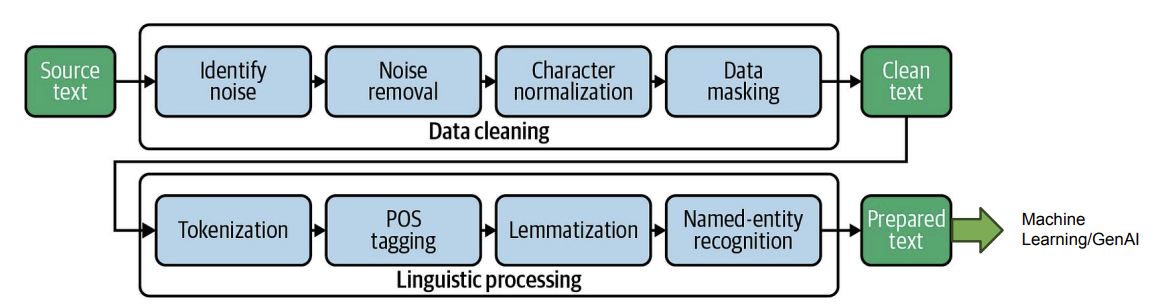 Source
text
Identify
noise
Noise
removal
Character
normalization
Data
masking
Clean
text
Data cleaning
Tokenization
POS
tagging
Lemmatization
Named-entity
recognition
Prepared
text
Machine
Learning/GenAI
Linguistic processing